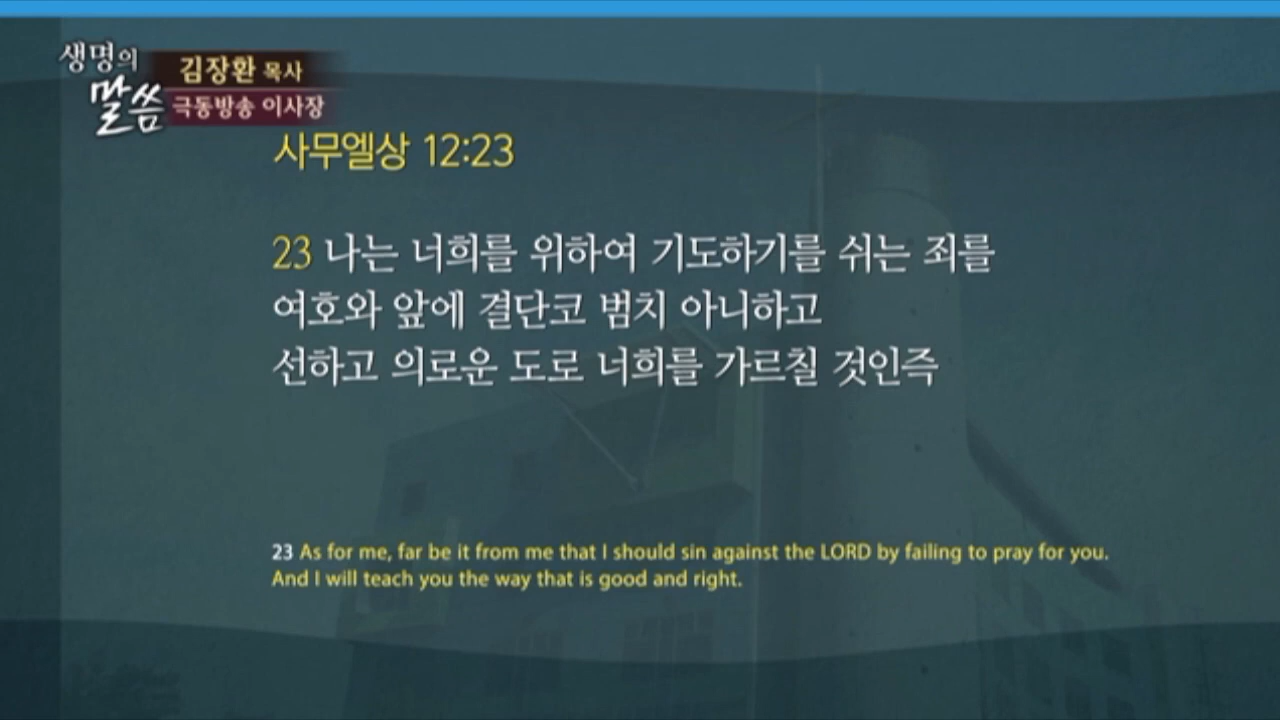 생명의
말씀
김장환 목사
극동방송 이사장
사무엘상 12:23
23 나는 너희를 위하여 기도하기를 쉬는 죄를
여호와 앞에 결단코 범치 아니하고
선하고 의로운 도로 너희를 가르칠 것인즉
23 As for me, far be it from me that I should sin against the LORD by failing to pray for you.
And I will teach you the way that is good and right.